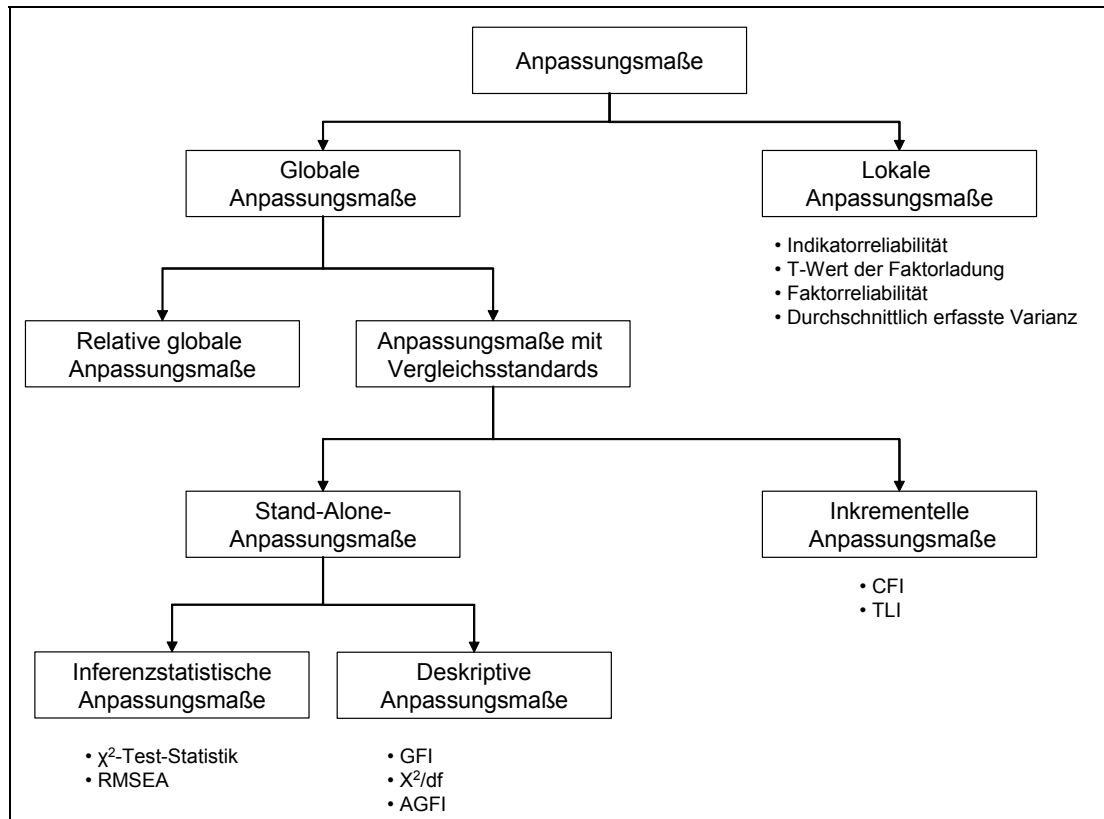 Anpassungsmaße
Globale
Anpassungsmaße
Lokale
Anpassungsmaße
• Indikatorreliabilität
• T-Wert der Faktorladung
• Faktorreliabilität
• Durchschnittlich erfasste Varianz
Relative globale
Anpassungsmaße
Anpassungsmaße mit
Vergleichsstandards
Stand-Alone-
Anpassungsmaße
Inkrementelle
Anpassungsmaße
• CFI
• TLI
Inferenzstatistische
Anpassungsmaße
Deskriptive
Anpassungsmaße
• χ²-Test-Statistik
• RMSEA
• GFI
• X²/df
• AGFI